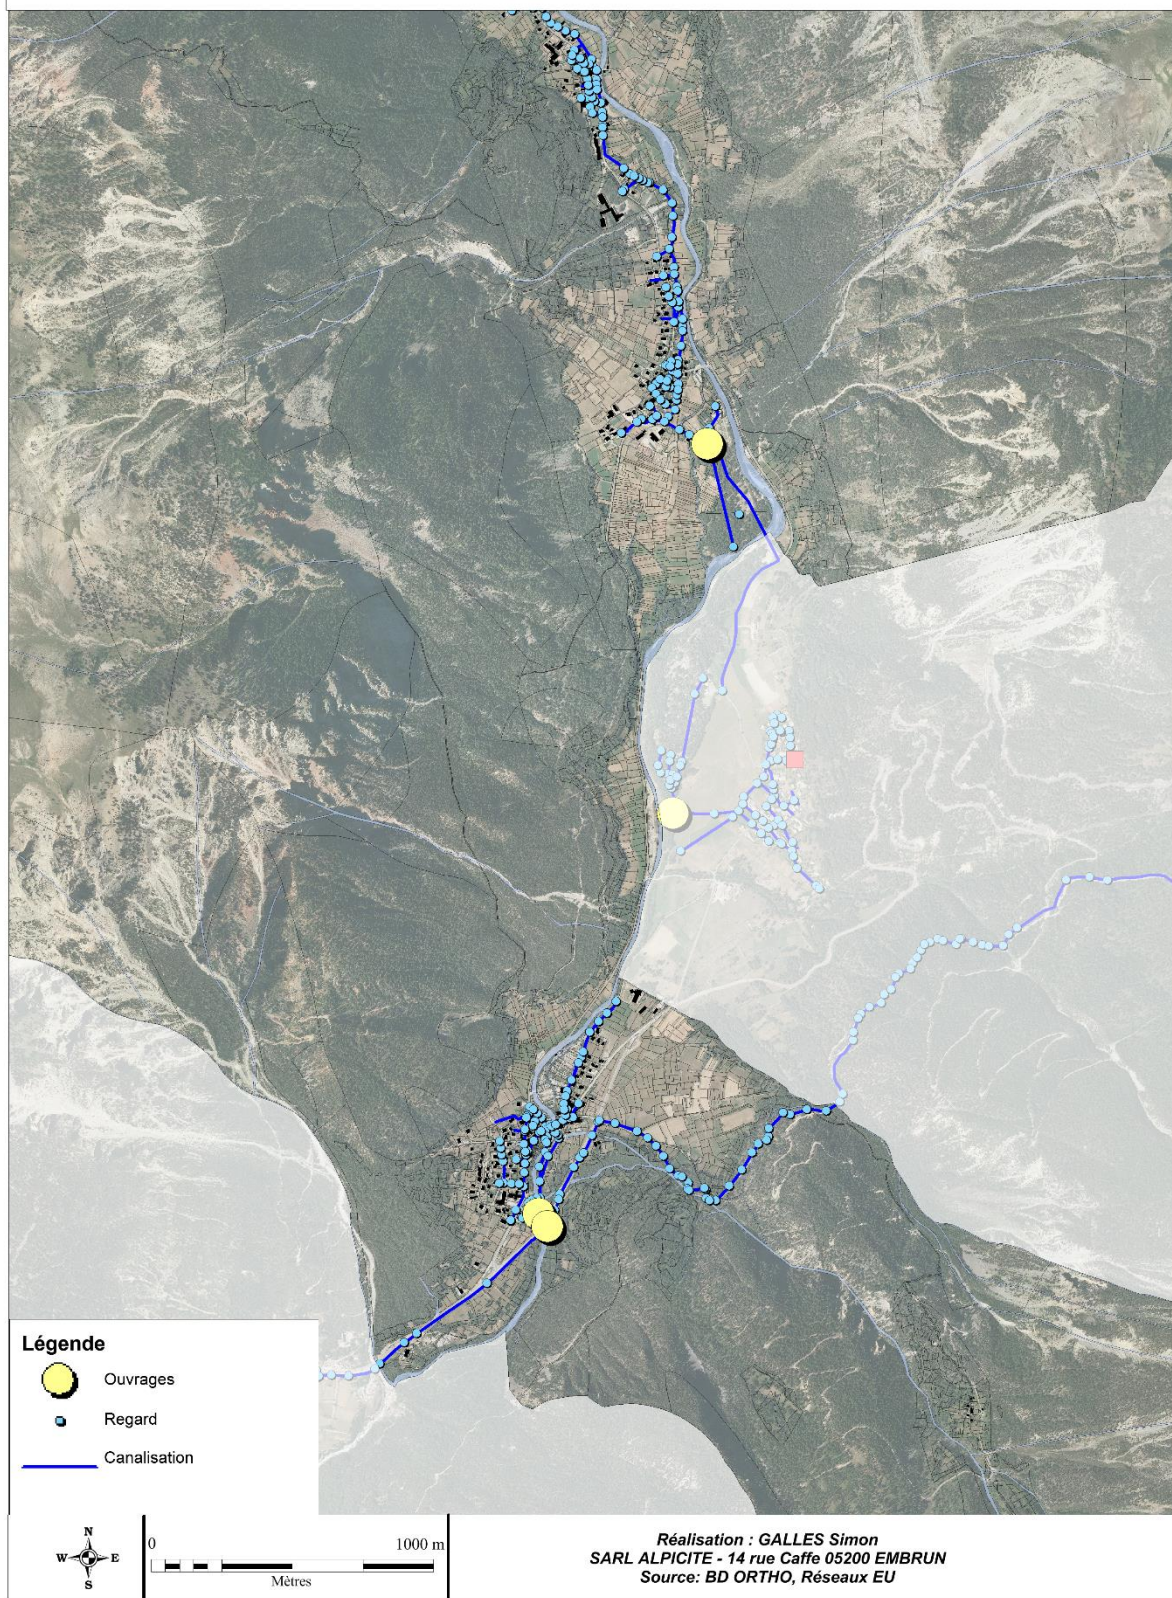 Légende
Ouvrages
Regard
Canalisation
N
W E
S
0 1000 m
Mètres
Réalisation : GALLES Simon
SARL ALPICITE - 14 rue Caffe 05200 EMBRUN
Source: BD ORTHO, Réseaux EU